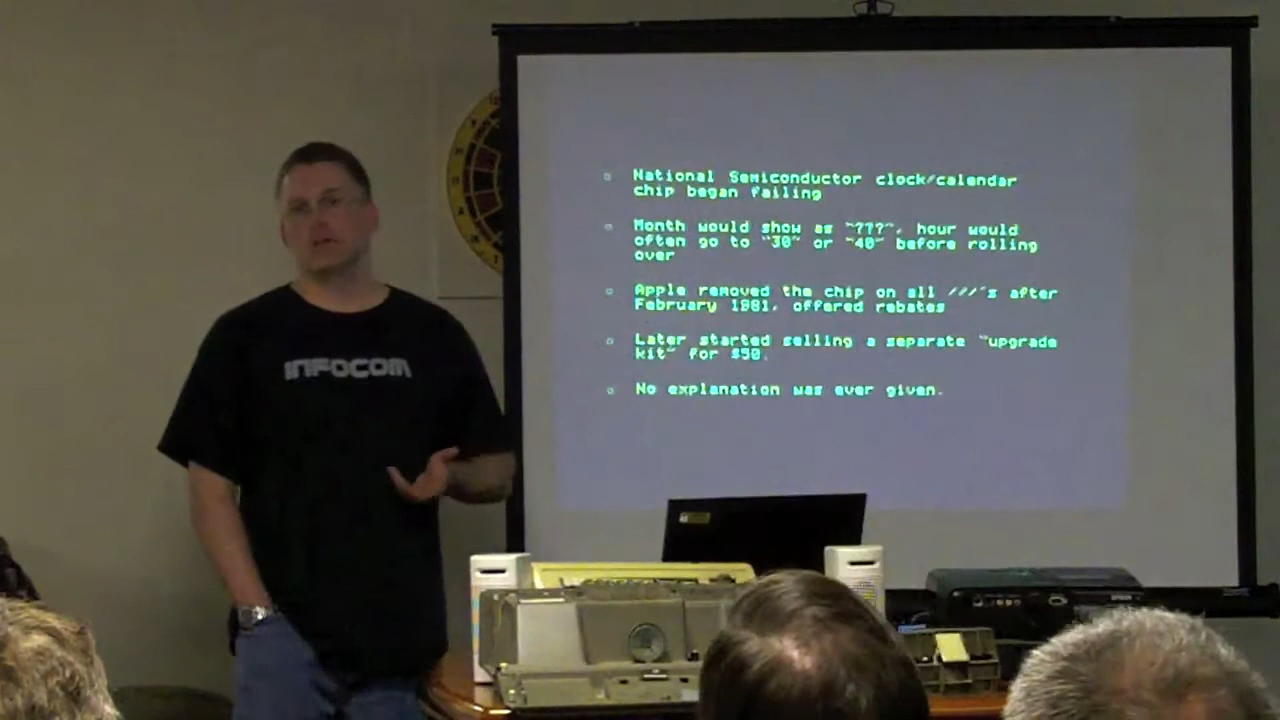 National Semiconductor clock/calendar
chip began failing
Month would show as "???", hour would
often go to "30" or "40" before rolling
over
Apple removed the chip on all ///'s after
February 1981, offered rebates
Later started selling a separate "upgrade
kit" for $50.
No explanation was ever given.
INFOCOM